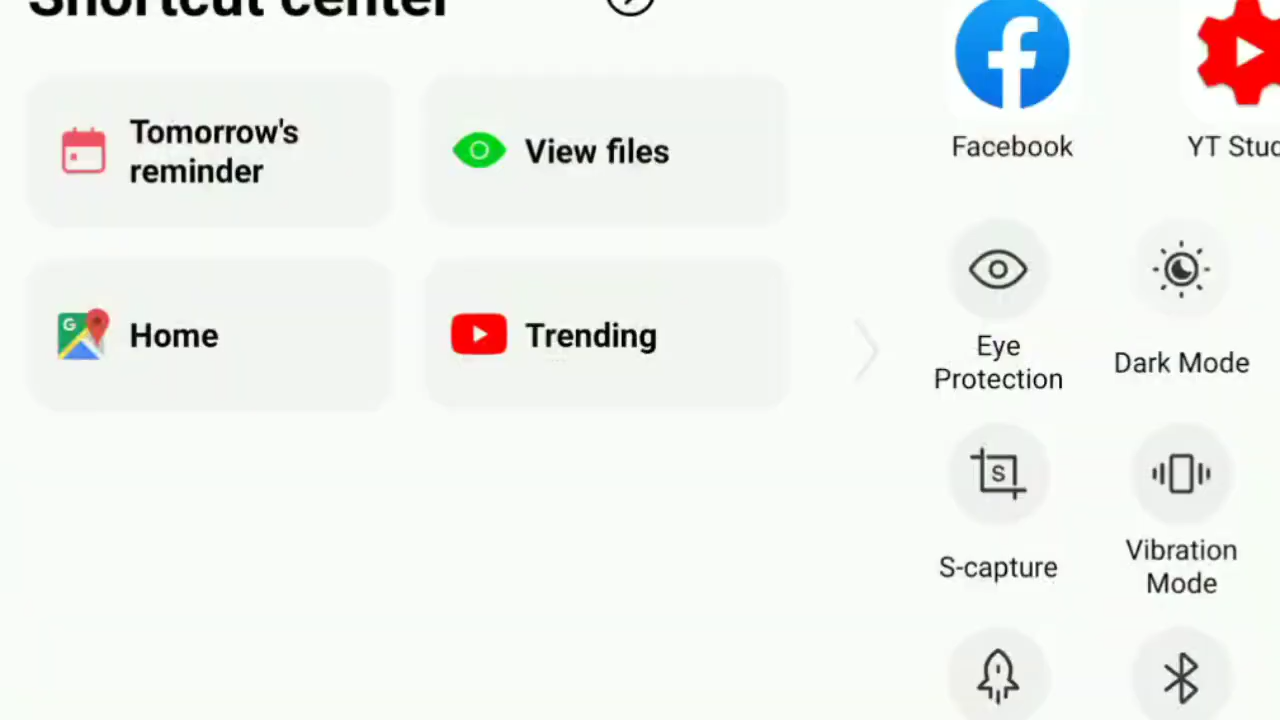 Shortcut center
Tomorrow's
reminder
View files
G
Home
Trending
Facebook
YT Stud
Eye
Protection
Dark Mode
S
S-capture
Vibration
Mode